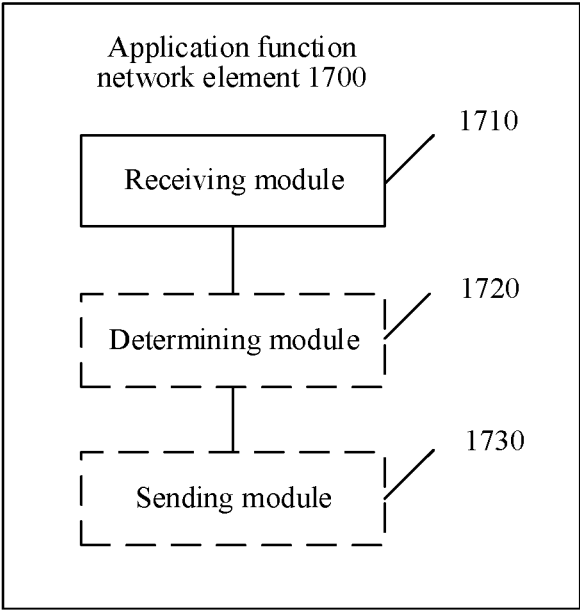 Application function
network element 1700
1710
Receiving module
1720
Determining module
1730
Sending module